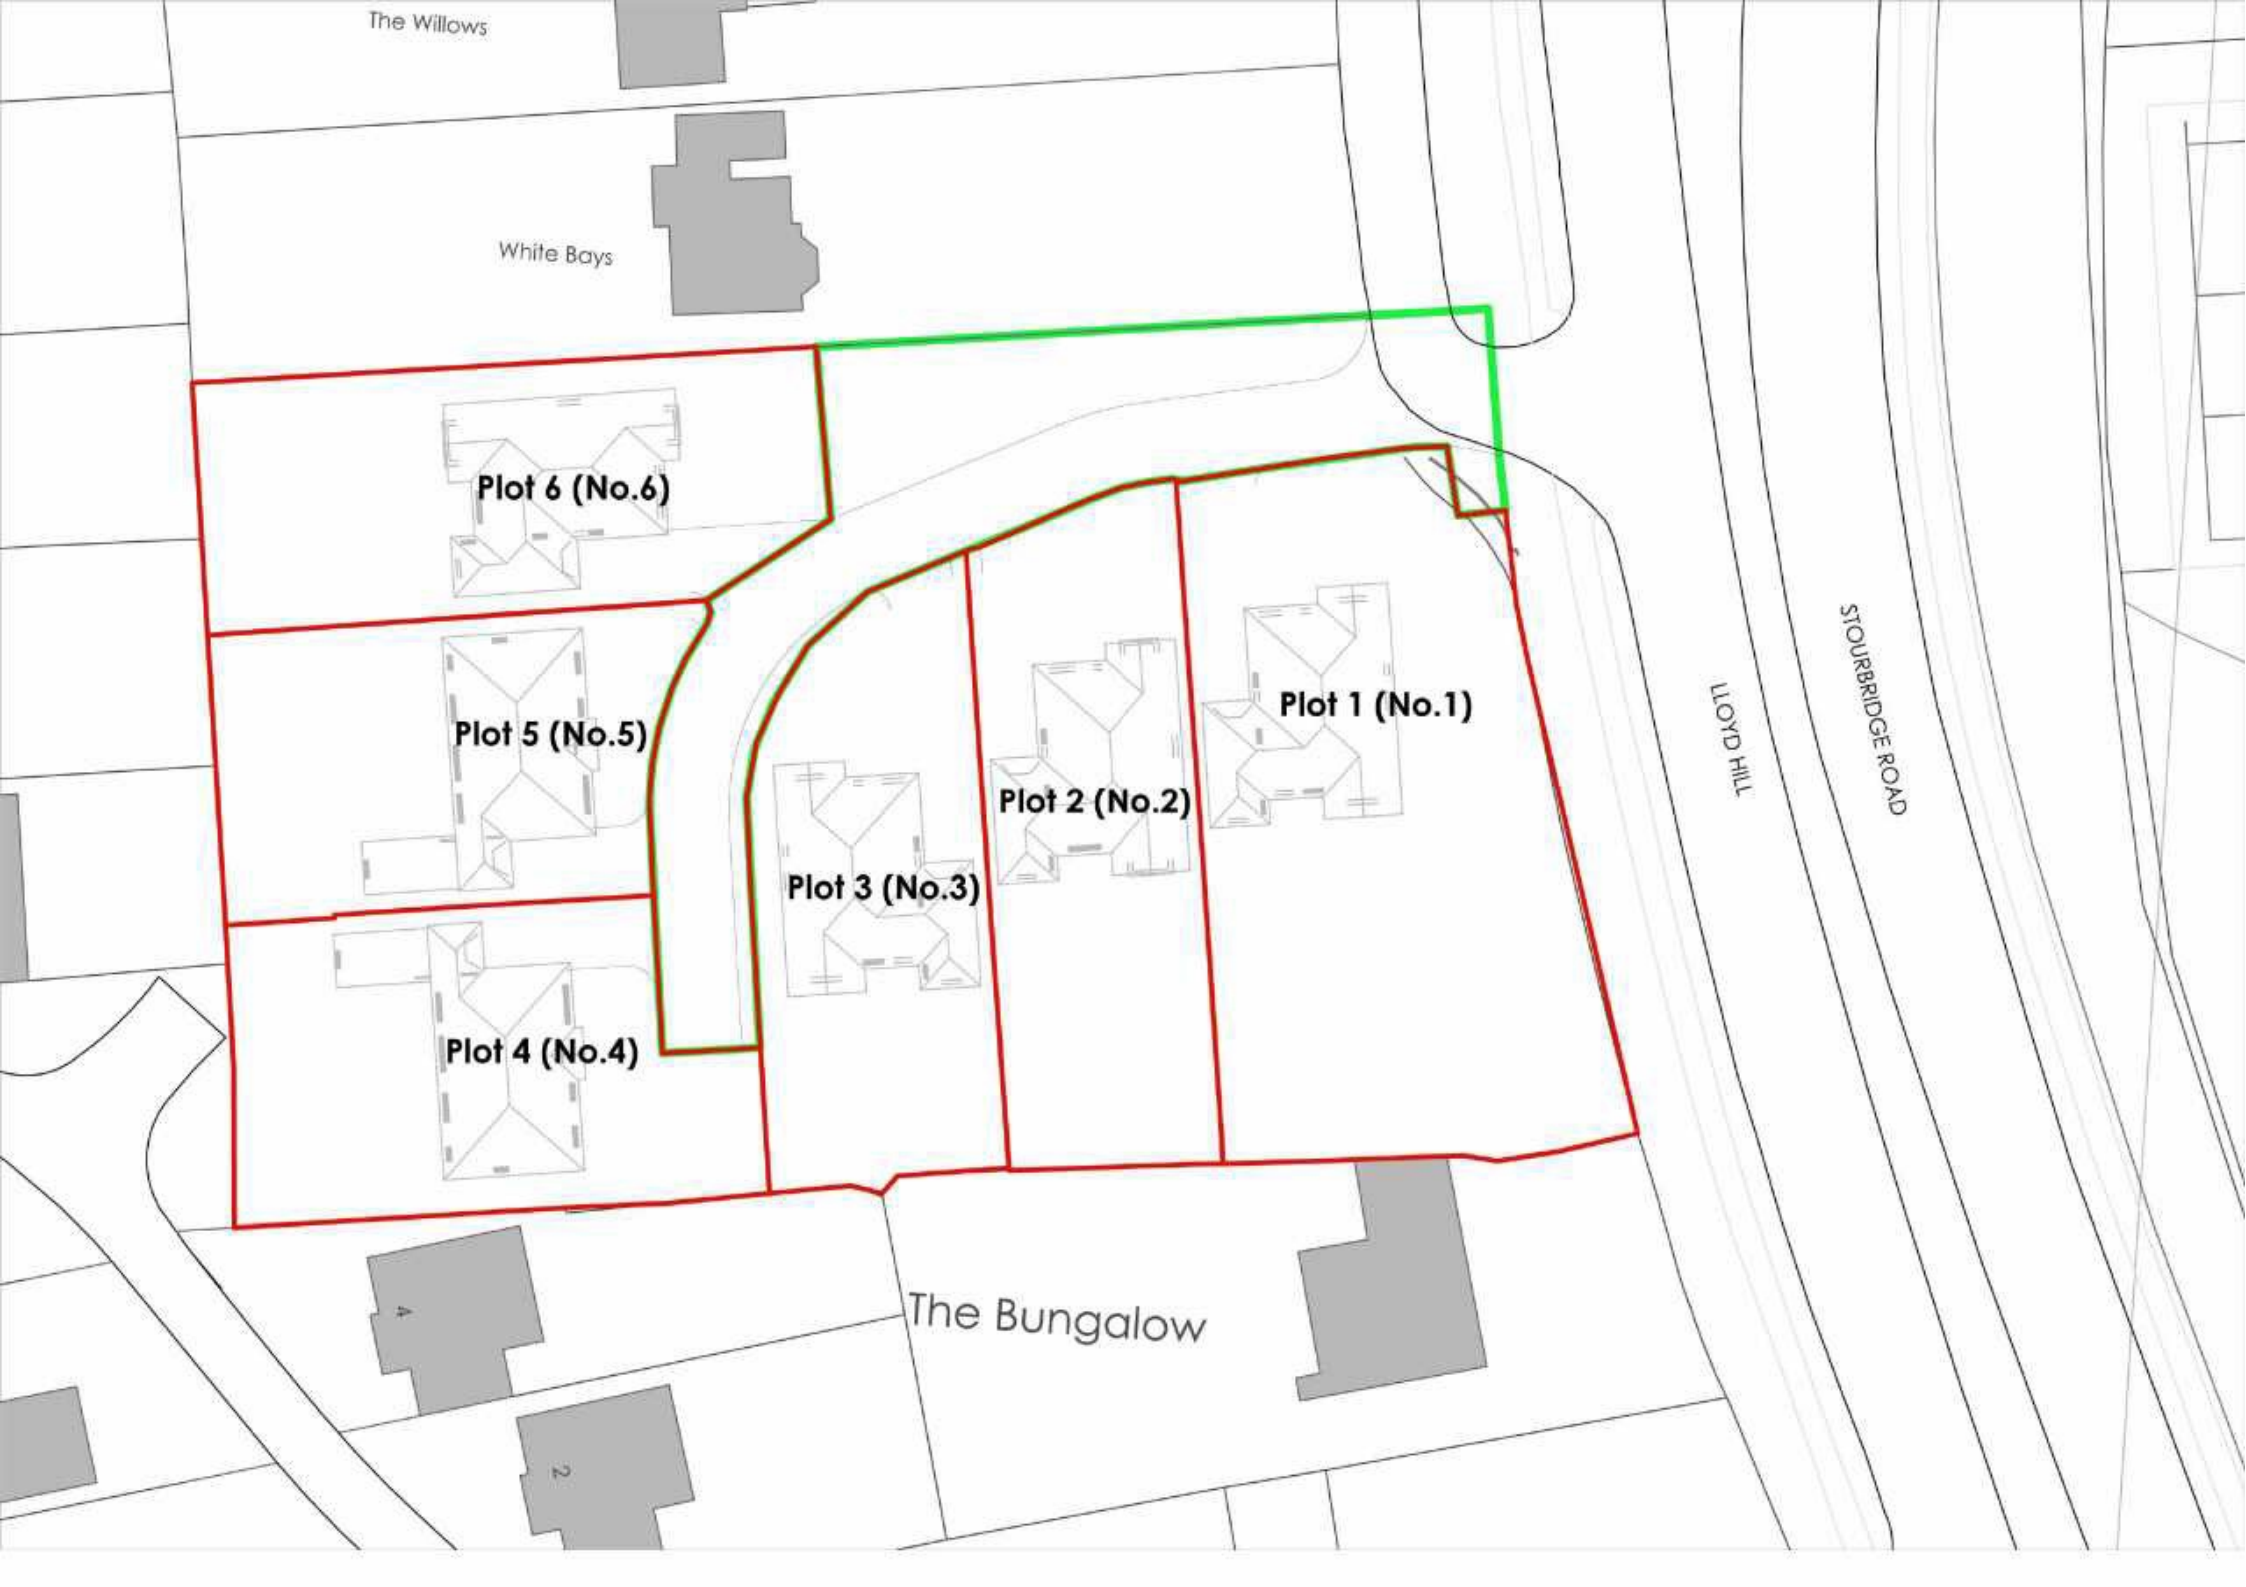 The Willows
White Bays
Plot 6 (No.6)
Plot 5 (No.5)
Plot 1 (No.1)
LLOYD HILL
STOURBRIDGE ROAD
Plot 2 (No.2)
Plot 3 (No.3)
Plot 4 (No.4)
4
The Bungalow
2